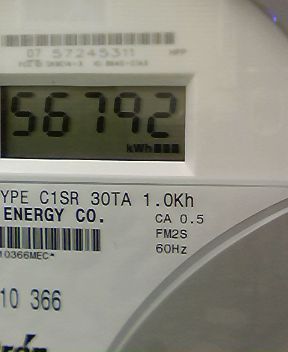 07 57245311
56792
kWh
YPE C1SR 30TA 1.0Kh
ENERGY CO.
CA 0.5
FM2S
60Hz
10366MEC*
10 366
rón